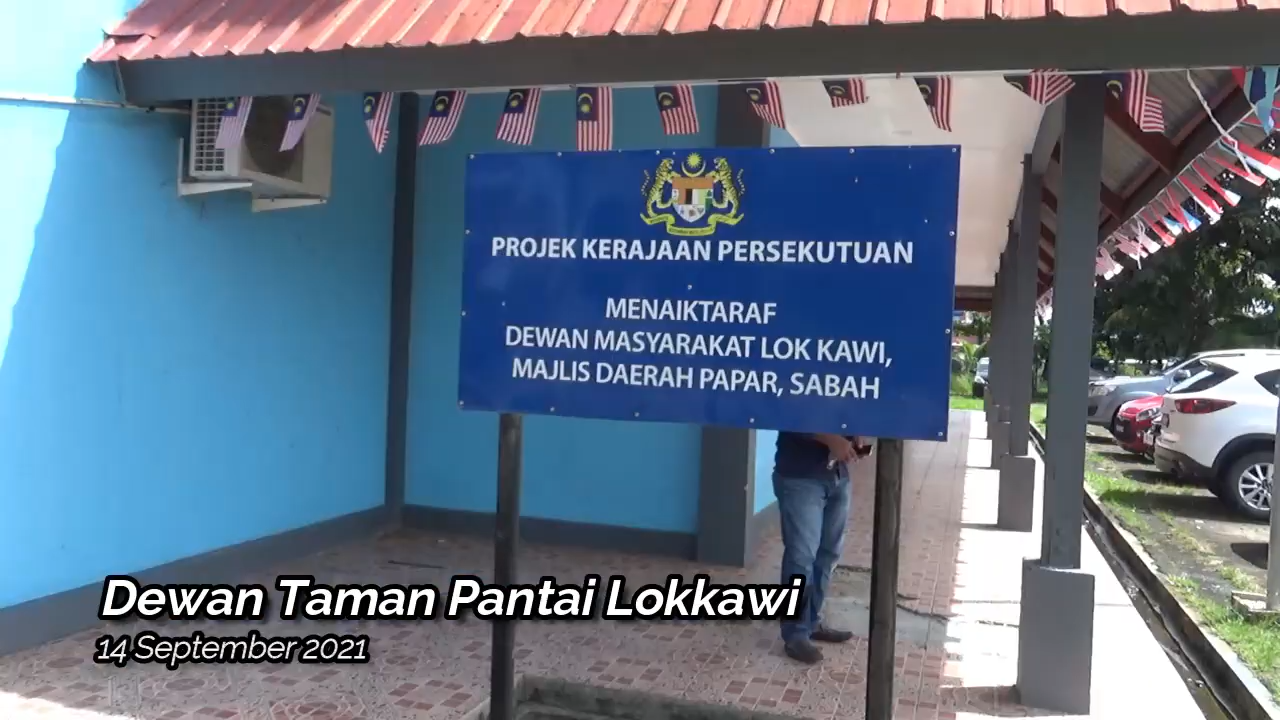 PROJEK KERAJAAN PERSEKUTUAN
MENAIKTARAF
DEWAN MASYARAKAT LOK KAWI,
MAJLIS DAERAH PAPAR, SABAH
Dewan Taman Pantai Lokkawi
14 September 2021